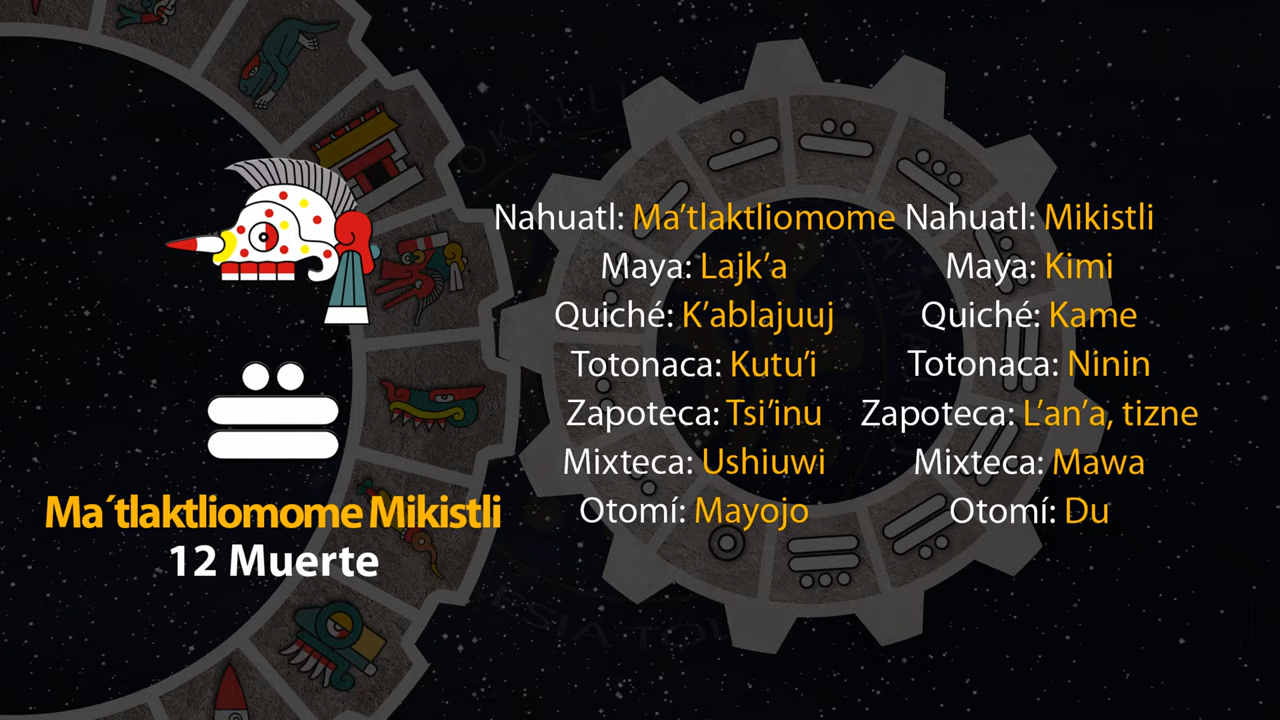 Nahuatl: Ma’tlaktliomome Nahuatl: Mikistli
Maya: Lajk’a Maya: Kimi
Quiché: K’ablajuuj Quiché: Kame
Totonaca: Kutu’i Totonaca: Ninin
Zapoteca: Tsi’inu Zapoteca: L’an’a, tizne
Mixteca: Ushiuwi Mixteca: Mawa
Otomí: Mayojo Otomí: Du
Ma´tlaktliomome Mikistli
12 Muerte